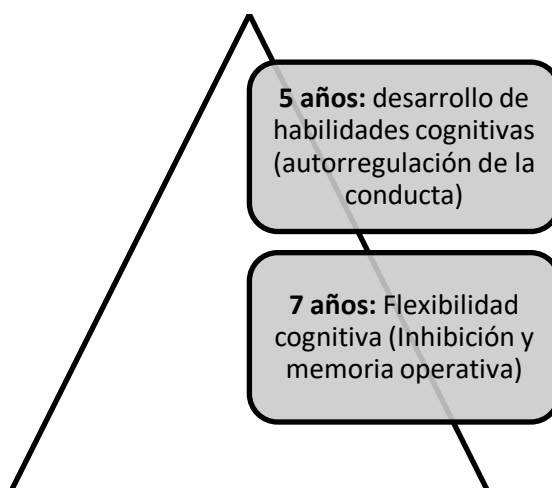 5 años: desarrollo de
habilidades cognitivas
(autorregulación de la
conducta)
7 años: Flexibilidad
cognitiva (Inhibición y
memoria operativa)